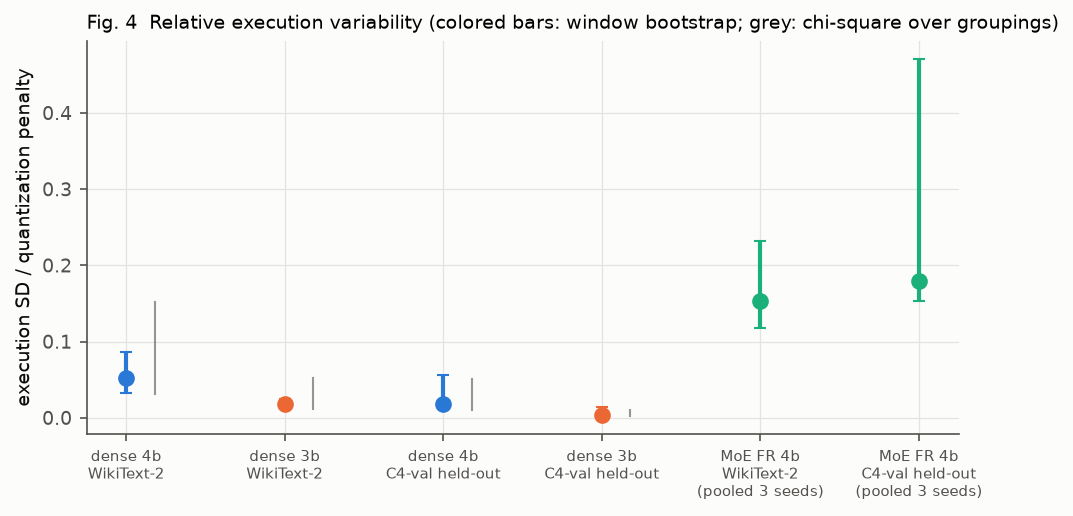 Fig. 4  Relative execution variability (colored bars: window bootstrap; grey: chi-square over groupings)
execution SD / quantization penalty
0.4
0.3
0.2
0.1
0.0
dense 4b
WikiText-2
dense 3b
WikiText-2
dense 4b
C4-val held-out
dense 3b
C4-val held-out
MoE FR 4b
WikiText-2
(pooled 3 seeds)
MoE FR 4b
C4-val held-out
(pooled 3 seeds)